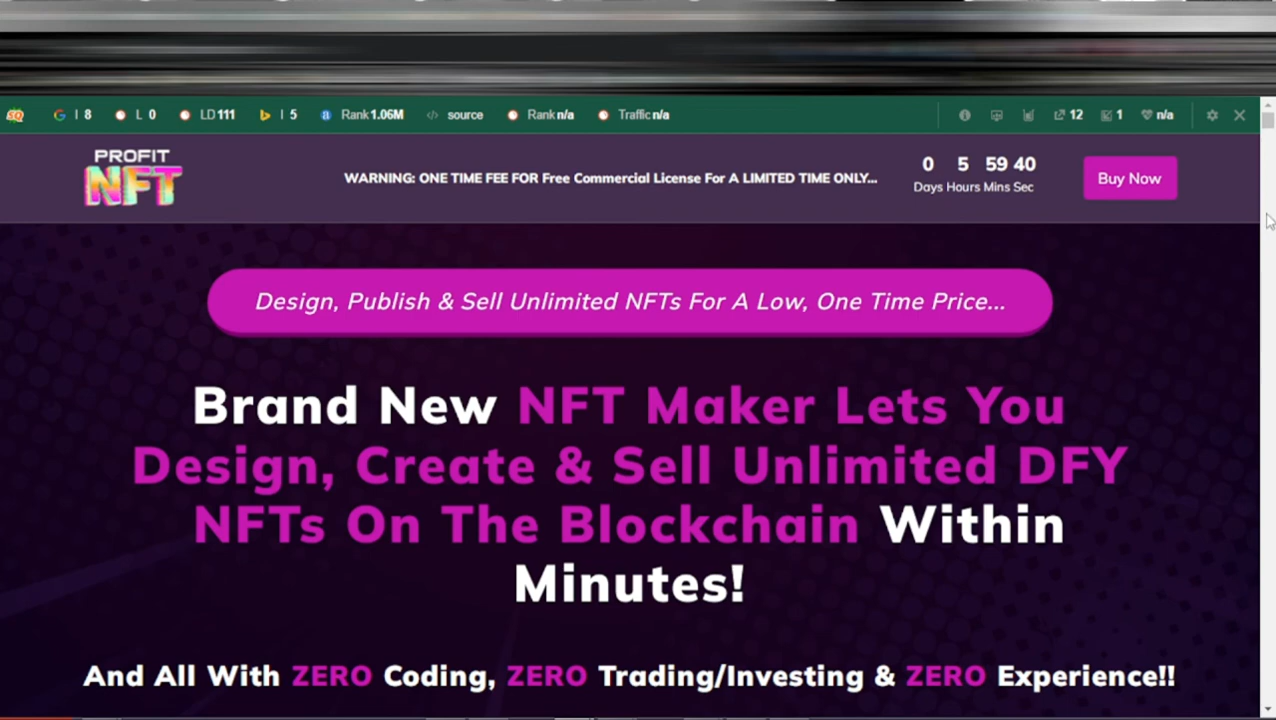 SQ G I 8 L 0 LD 111 b I 5 a Rank 1.06M </> source Rank n/a Traffic n/a 12 1 n/a
PROFIT
NFT
WARNING: ONE TIME FEE FOR Free Commercial License For A LIMITED TIME ONLY...
0 5 59 40
Days Hours Mins Sec
Buy Now
Design, Publish & Sell Unlimited NFTs For A Low, One Time Price...
Brand New NFT Maker Lets You
Design, Create & Sell Unlimited DFY
NFTs On The Blockchain Within
Minutes!
And All With ZERO Coding, ZERO Trading/Investing & ZERO Experience!!